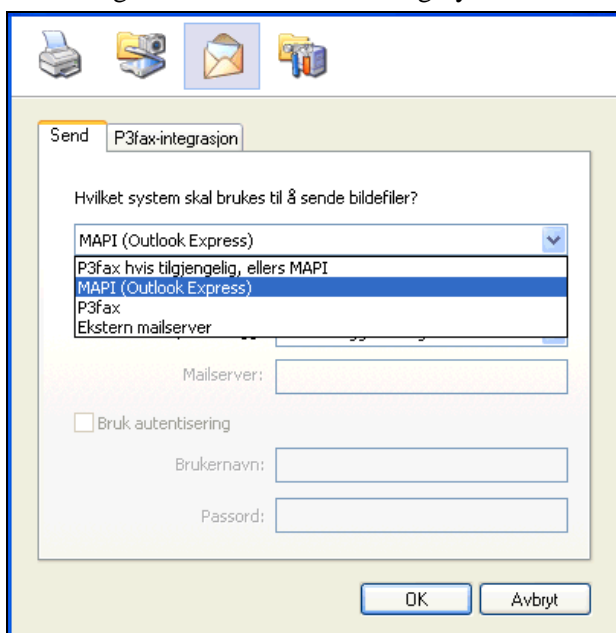 Send
P3fax-integrasjon
Hvilket system skal brukes til å sende bildefiler?
MAPI (Outlook Express)
P3fax hvis tilgjengelig, ellers MAPI
MAPI (Outlook Express)
P3fax
Ekstern mailserver
Mailserver:
Bruk autentisering
Brukernavn:
Passord:
OK
Avbryt